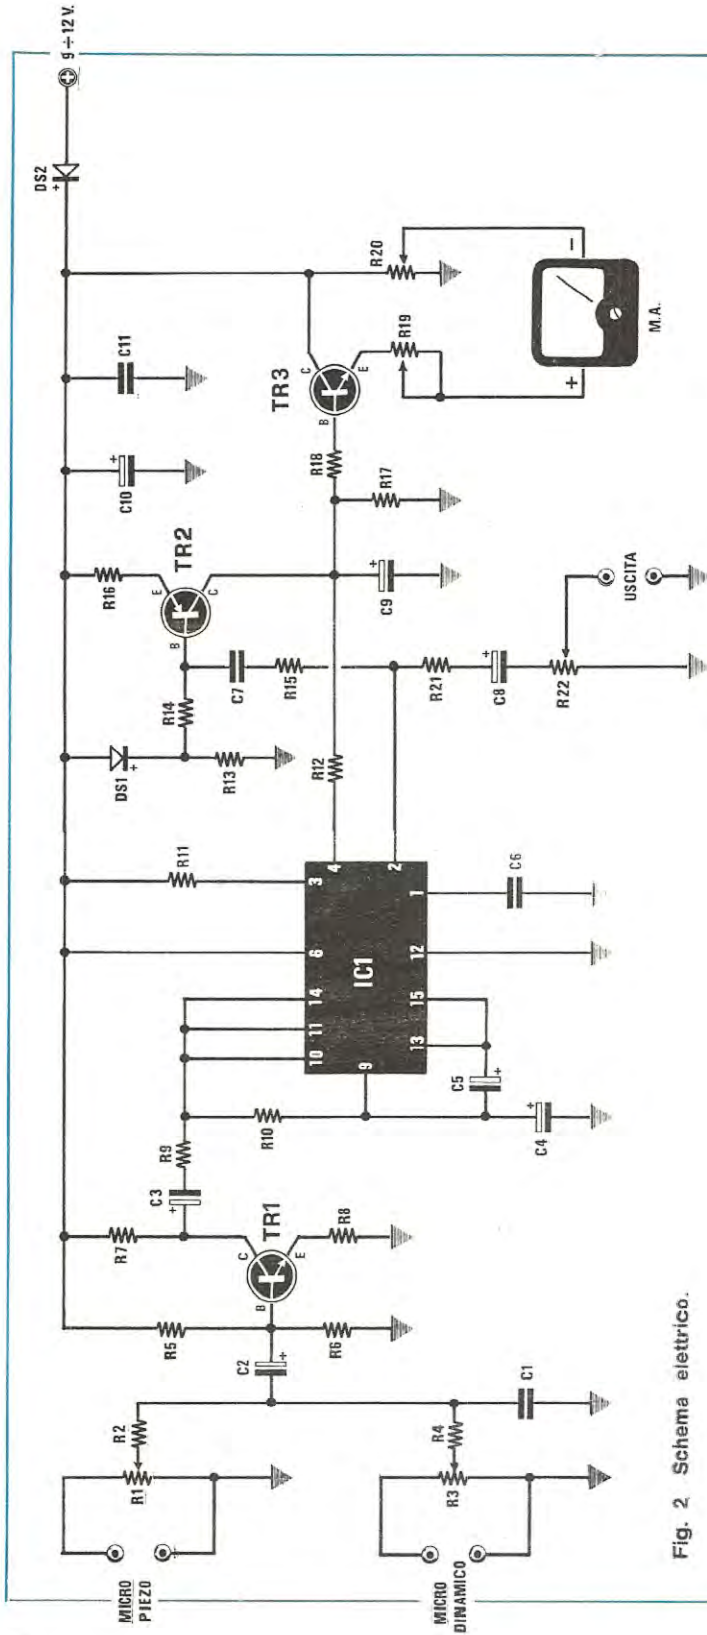 9 ÷ 12 V.
DS2
+
MICRO
PIEZO
R1
R2
MICRO
DINAMICO
R3
R4
C1
C2
+
R5
R6
R7
B
C
E
TR1
R8
C3
+
R9
R10
C4
+
C5
+
IC1
9
10
11
14
6
3
4
2
13
15
12
1
C6
R11
R12
DS1
+
R13
R14
B
E
C
TR2
R16
C7
R15
C9
+
R17
R18
C10
+
C11
TR3
B
C
E
R19
R20
+
−
M.A.
R21
C8
+
R22
USCITA
Fig. 2 Schema elettrico.